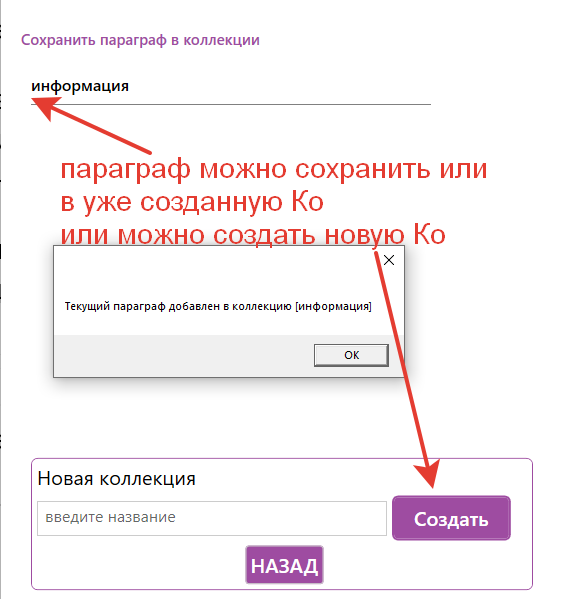 Сохранить параграф в коллекции
информация
параграф можно сохранить или
в уже созданную Ко
или можно создать новую Ко
Текущий параграф добавлен в коллекцию [информация]
OK
Новая коллекция
введите название
Создать
НАЗАД